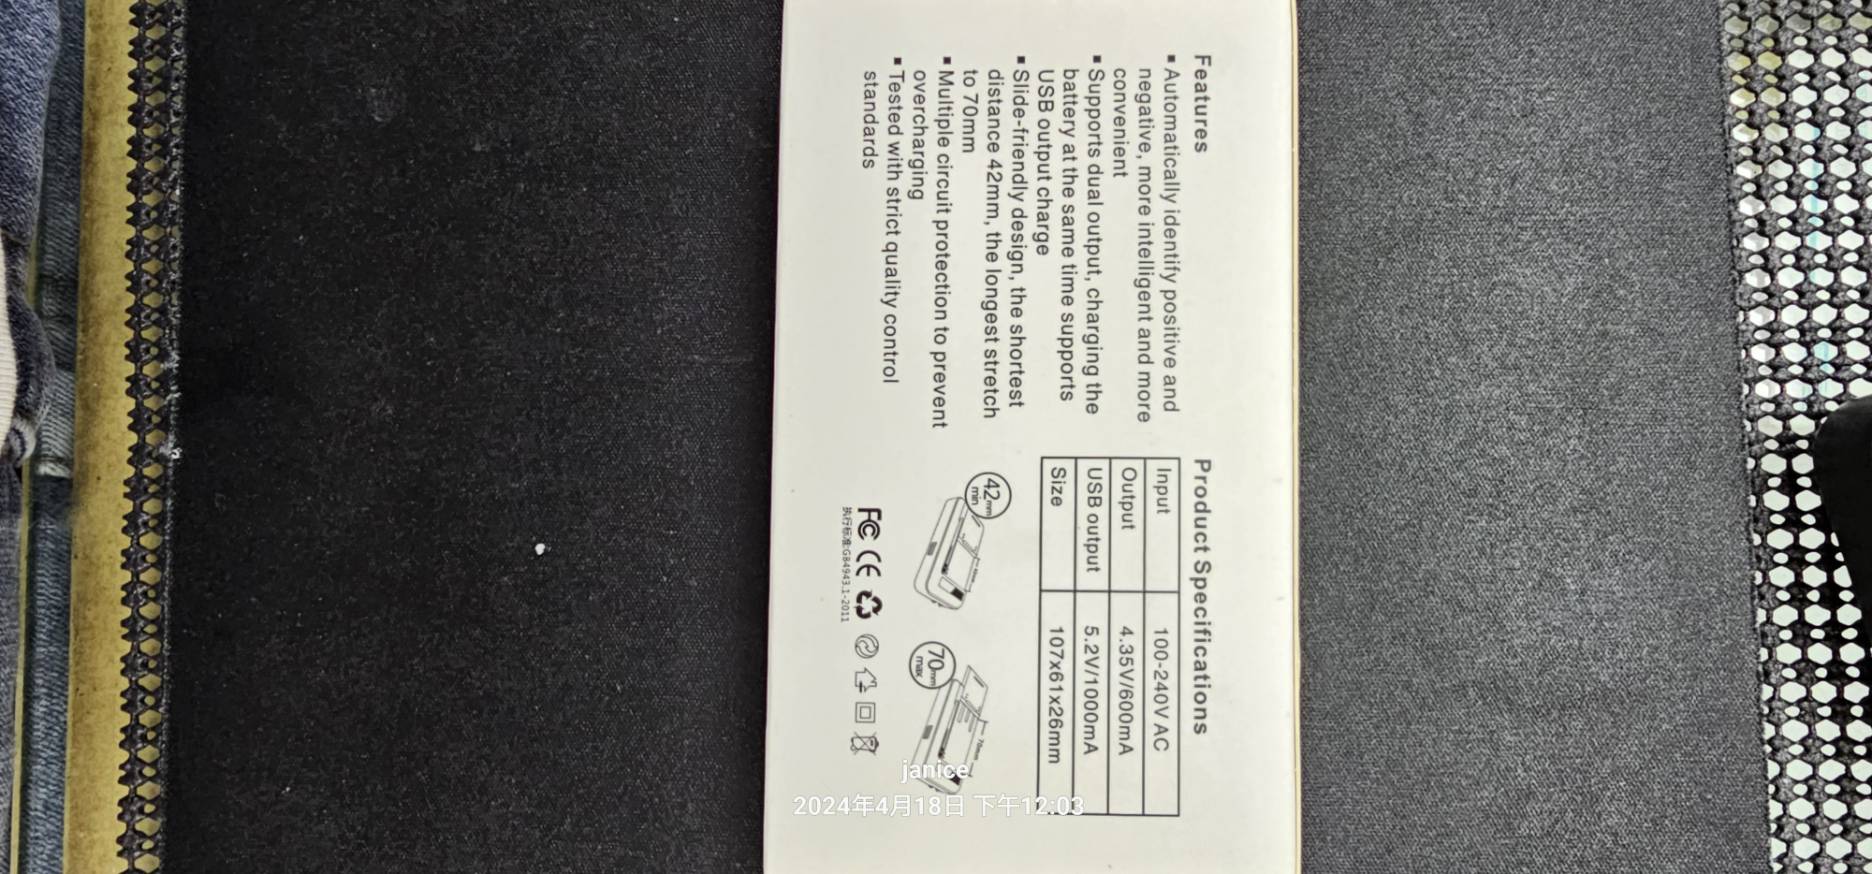 Features
▪ Automatically identify positive and
negative, more intelligent and more
convenient
▪ Supports dual output, charging the
battery at the same time supports
USB output charge
▪ Slide-friendly design, the shortest
distance 42mm, the longest stretch
to 70mm
▪ Multiple circuit protection to prevent
overcharging
▪ Tested with strict quality control
standards
Product Specifications
Input 100-240V AC
Output 4.35V/600mA
USB output 5.2V/1000mA
Size 107x61x26mm
42mm
min
70mm
max
FC CE
执行标准:GB4943.1-2011
janice
2024年4月18日 下午12:03